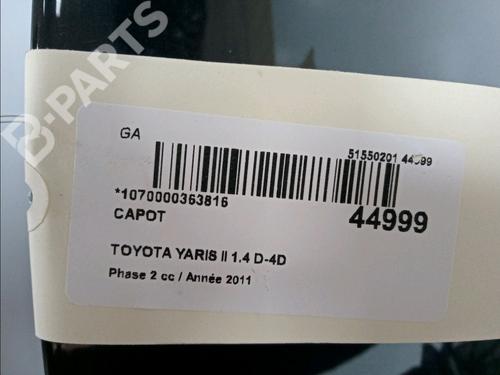 B-PARTS
GA
51550201 44999
*1070000363816
CAPOT
44999
TOYOTA YARIS II 1.4 D-4D
Phase 2 cc / Année 2011